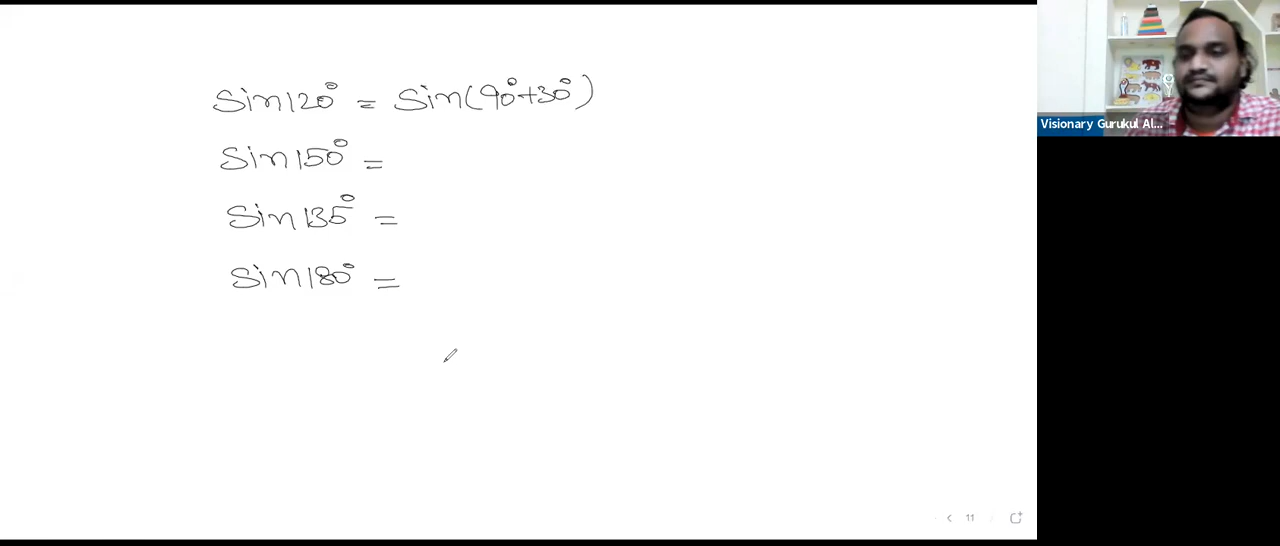 Sin120° = Sin(90°+30°)
Sin150° =
Sin135° =
Sin180° =
Visionary Gurukul Al...
11